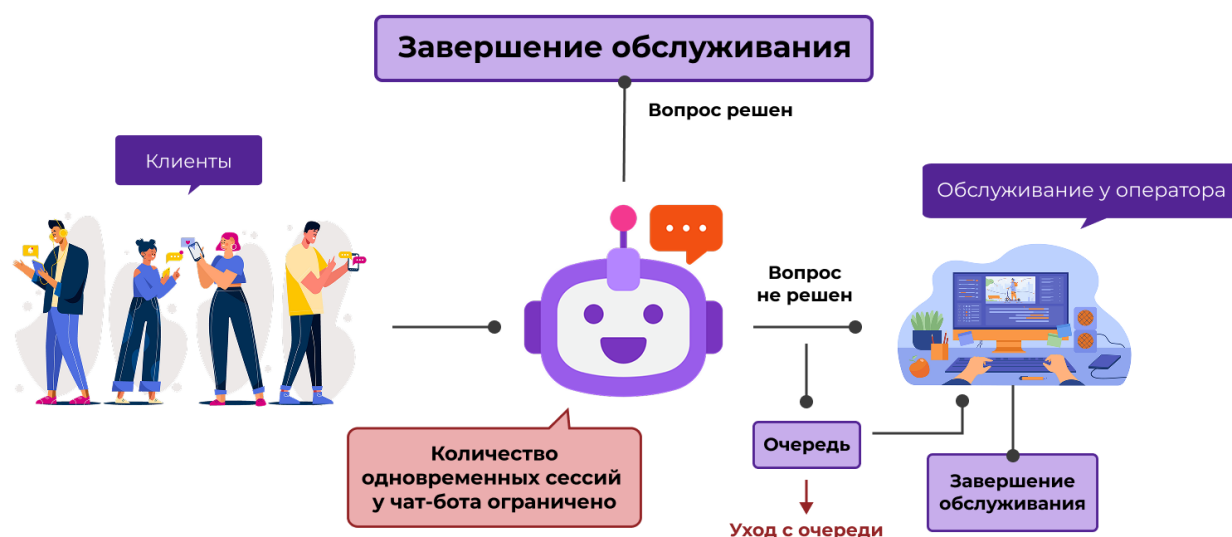 Завершение обслуживания
Вопрос решен
Клиенты
Обслуживание у оператора
Вопрос
не решен
Количество
одновременных сессий
у чат-бота ограничено
Очередь
Завершение
обслуживания
Уход с очереди